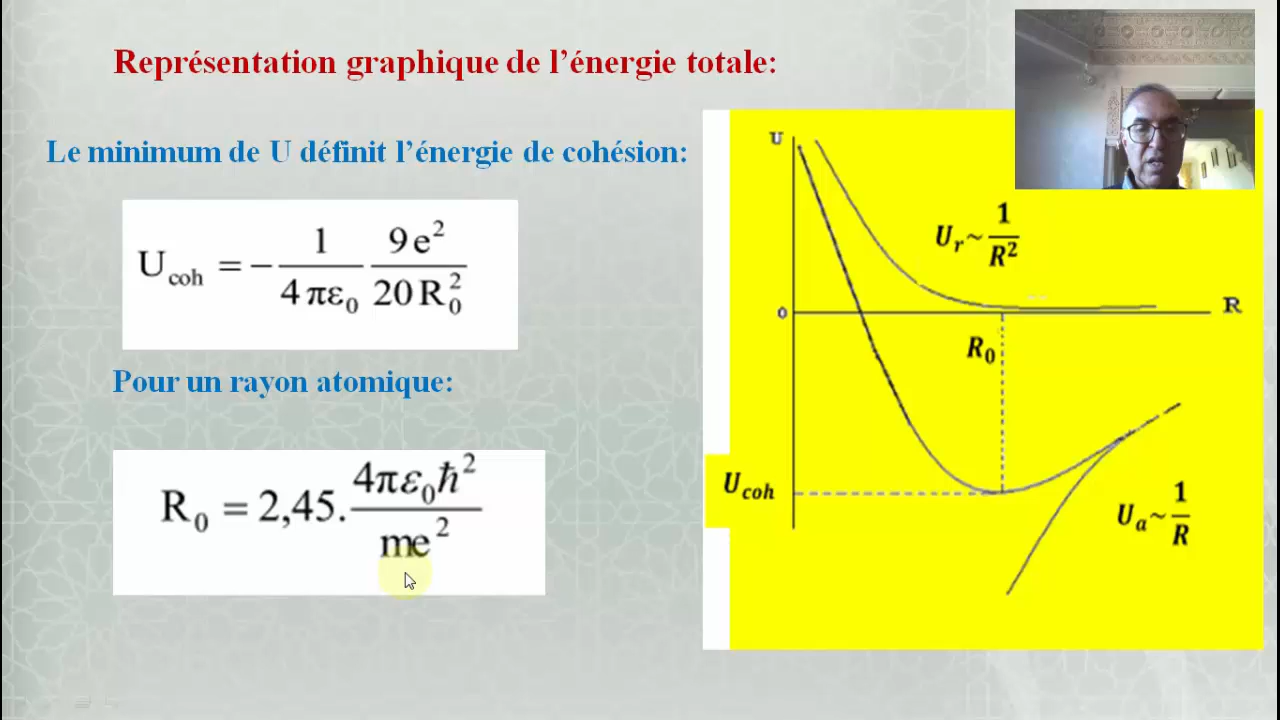 Représentation graphique de l’énergie totale:
Le minimum de U définit l’énergie de cohésion:
U_coh = − 1/(4πε₀) 9e²/(20R₀²)
Pour un rayon atomique:
R₀ = 2,45. 4πε₀ħ²/(me²)
U
U_r ~ 1/R²
0
R
R₀
U_coh
U_a ~ 1/R